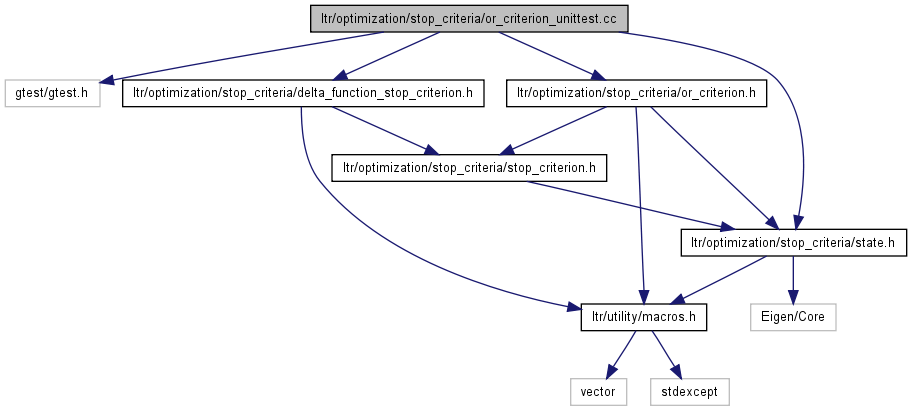 ltr/optimization/stop_criteria/or_criterion_unittest.cc
gtest/gtest.h
ltr/optimization/stop_criteria/delta_function_stop_criterion.h
ltr/optimization/stop_criteria/or_criterion.h
ltr/optimization/stop_criteria/stop_criterion.h
ltr/optimization/stop_criteria/state.h
ltr/utility/macros.h
Eigen/Core
vector
stdexcept